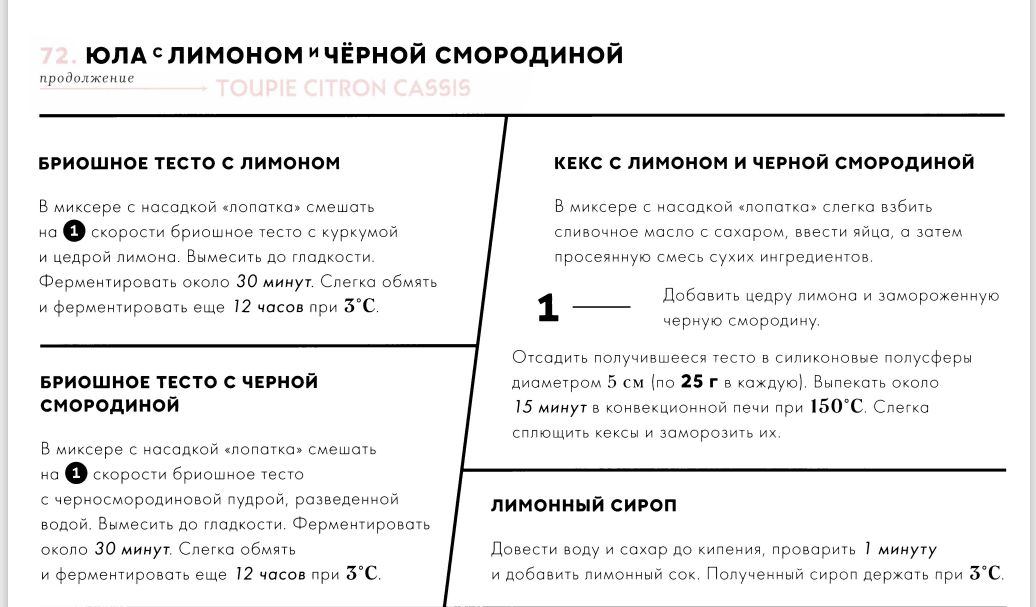 72. ЮЛА С ЛИМОНОМ И ЧЁРНОЙ СМОРОДИНОЙ
продолжение
TOUPIE CITRON CASSIS
БРИОШНОЕ ТЕСТО С ЛИМОНОМ
В миксере с насадкой «лопатка» смешать
на 1 скорости бриошное тесто с куркумой
и цедрой лимона. Вымесить до гладкости.
Ферментировать около 30 минут. Слегка обмять
и ферментировать еще 12 часов при 3°C.
БРИОШНОЕ ТЕСТО С ЧЕРНОЙ
СМОРОДИНОЙ
В миксере с насадкой «лопатка» смешать
на 1 скорости бриошное тесто
с черносмородиновой пудрой, разведенной
водой. Вымесить до гладкости. Ферментировать
около 30 минут. Слегка обмять
и ферментировать еще 12 часов при 3°C.
КЕКС С ЛИМОНОМ И ЧЕРНОЙ СМОРОДИНОЙ
В миксере с насадкой «лопатка» слегка взбить
сливочное масло с сахаром, ввести яйца, а затем
просеянную смесь сухих ингредиентов.
1
Добавить цедру лимона и замороженную
черную смородину.
Отсадить получившееся тесто в силиконовые полусферы
диаметром 5 см (по 25 г в каждую). Выпекать около
15 минут в конвекционной печи при 150°C. Слегка
сплющить кексы и заморозить их.
ЛИМОННЫЙ СИРОП
Довести воду и сахар до кипения, проварить 1 минуту
и добавить лимонный сок. Полученный сироп держать при 3°C.